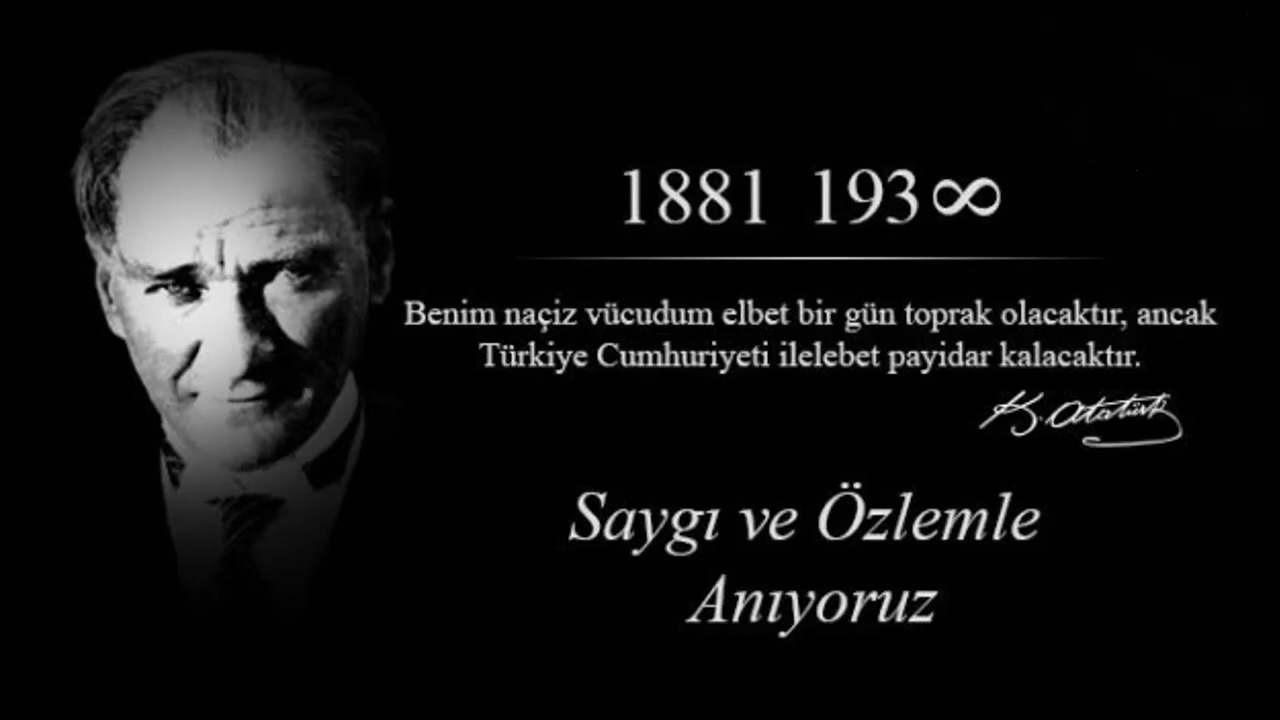 1881 193∞
Benim naçiz vücudum elbet bir gün toprak olacaktır, ancak
Türkiye Cumhuriyeti ilelebet payidar kalacaktır.
K. Atatürk
Saygı ve Özlemle
Anıyoruz